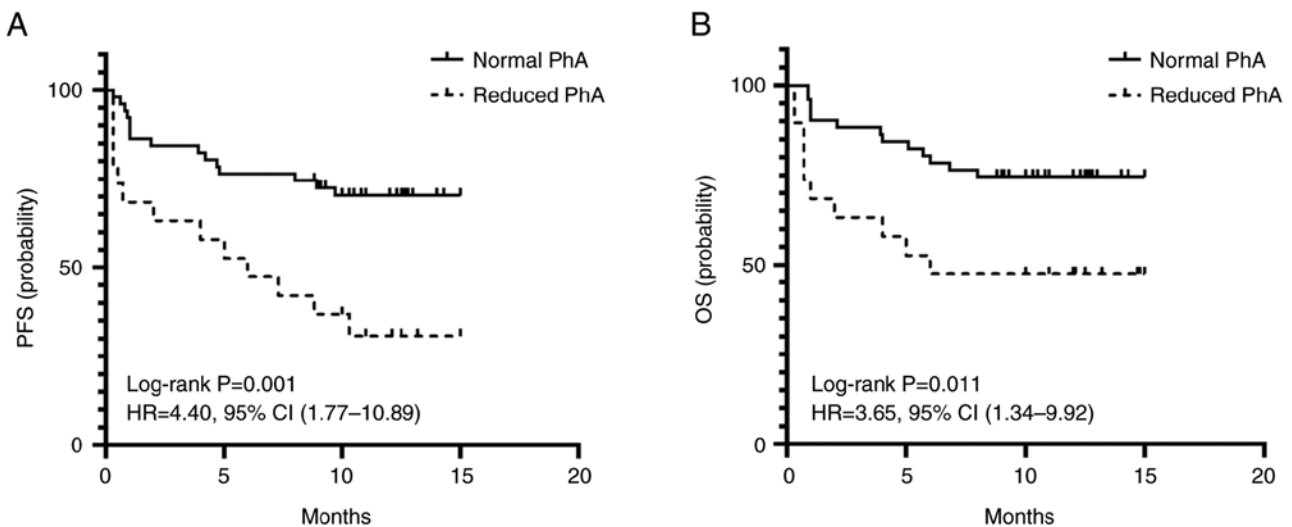 A
Normal PhA
Reduced PhA
PFS (probability)
100
50
0
Log-rank P=0.001
HR=4.40, 95% CI (1.77–10.89)
0 5 10 15 20
Months
B
Normal PhA
Reduced PhA
OS (probability)
100
50
0
Log-rank P=0.011
HR=3.65, 95% CI (1.34–9.92)
0 5 10 15 20
Months